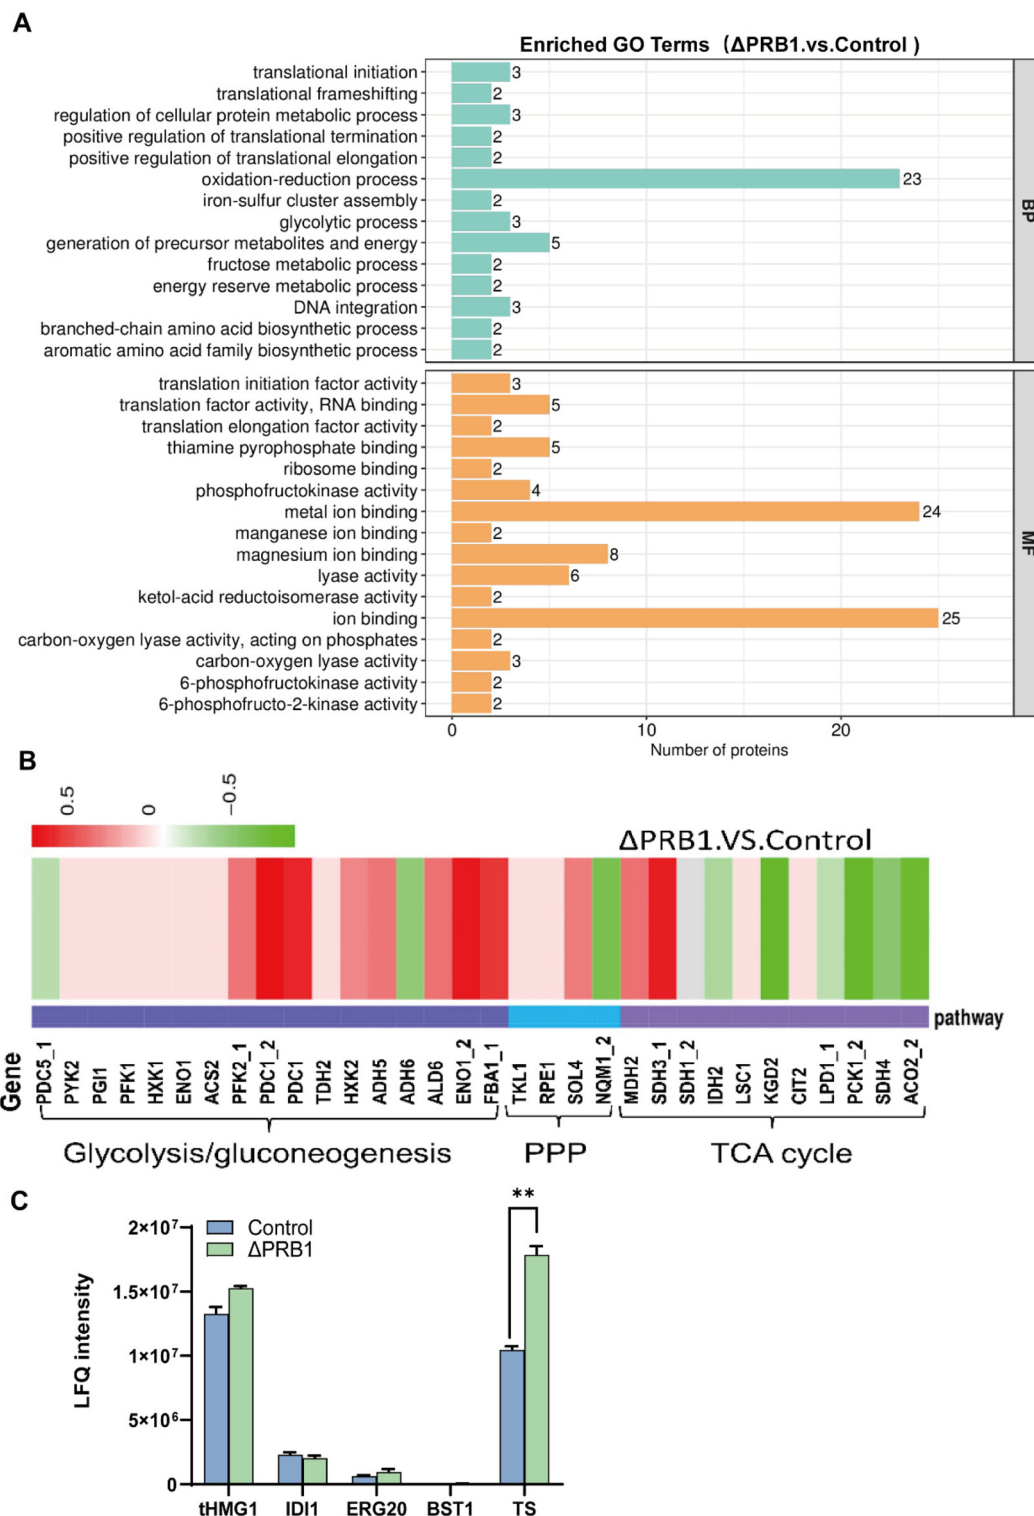 A
Enriched GO Terms (ΔPRB1.vs.Control )
translational initiation 3
translational frameshifting 2
regulation of cellular protein metabolic process 3
positive regulation of translational termination 2
positive regulation of translational elongation 2
oxidation-reduction process 23
iron-sulfur cluster assembly 2
glycolytic process 3
generation of precursor metabolites and energy 5
fructose metabolic process 2
energy reserve metabolic process 2
DNA integration 3
branched-chain amino acid biosynthetic process 2
aromatic amino acid family biosynthetic process 2
BP
translation initiation factor activity 3
translation factor activity, RNA binding 5
translation elongation factor activity 2
thiamine pyrophosphate binding 5
ribosome binding 2
phosphofructokinase activity 4
metal ion binding 24
manganese ion binding 2
magnesium ion binding 8
lyase activity 6
ketol-acid reductoisomerase activity 2
ion binding 25
carbon-oxygen lyase activity, acting on phosphates 2
carbon-oxygen lyase activity 3
6-phosphofructokinase activity 2
6-phosphofructo-2-kinase activity 2
MF
0 10 20
Number of proteins
B
0.5 0 -0.5
ΔPRB1.VS.Control
pathway
Gene
PDC5_1 PYK2 PGI1 PFK1 HXK1 ENO1 ACS2 PFK2_1 PDC1_2 PDC1 TDH2 HXK2 ADH5 ADH6 ALD6 ENO1_2 FBA1_1 TKL1 RPE1 SOL4 NQM1_2 MDH2 SDH3_1 SDH1_2 IDH2 LSC1 KGD2 CIT2 LPD1_1 PCK1_2 SDH4 ACO2_2
Glycolysis/gluconeogenesis PPP TCA cycle
C
**
Control
ΔPRB1
LFQ intensity
2×10⁷
1.5×10⁷
1×10⁷
5×10⁶
0
tHMG1 IDI1 ERG20 BST1 TS